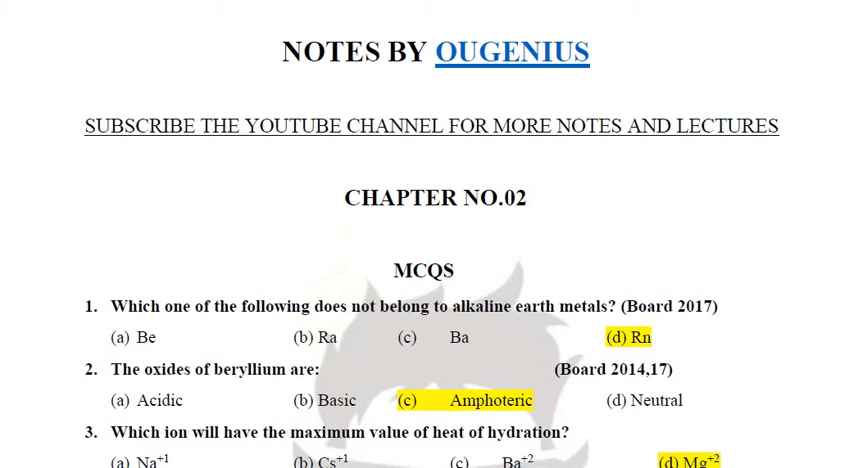 NOTES BY OUGENIUS
SUBSCRIBE THE YOUTUBE CHANNEL FOR MORE NOTES AND LECTURES
CHAPTER NO.02
MCQS
1. Which one of the following does not belong to alkaline earth metals? (Board 2017)
(a) Be (b) Ra (c) Ba (d) Rn
2. The oxides of beryllium are: (Board 2014,17)
(a) Acidic (b) Basic (c) Amphoteric (d) Neutral
3. Which ion will have the maximum value of heat of hydration?
(a) Na⁺¹ (b) Cs⁺¹ (c) Ba⁺² (d) Mg⁺²